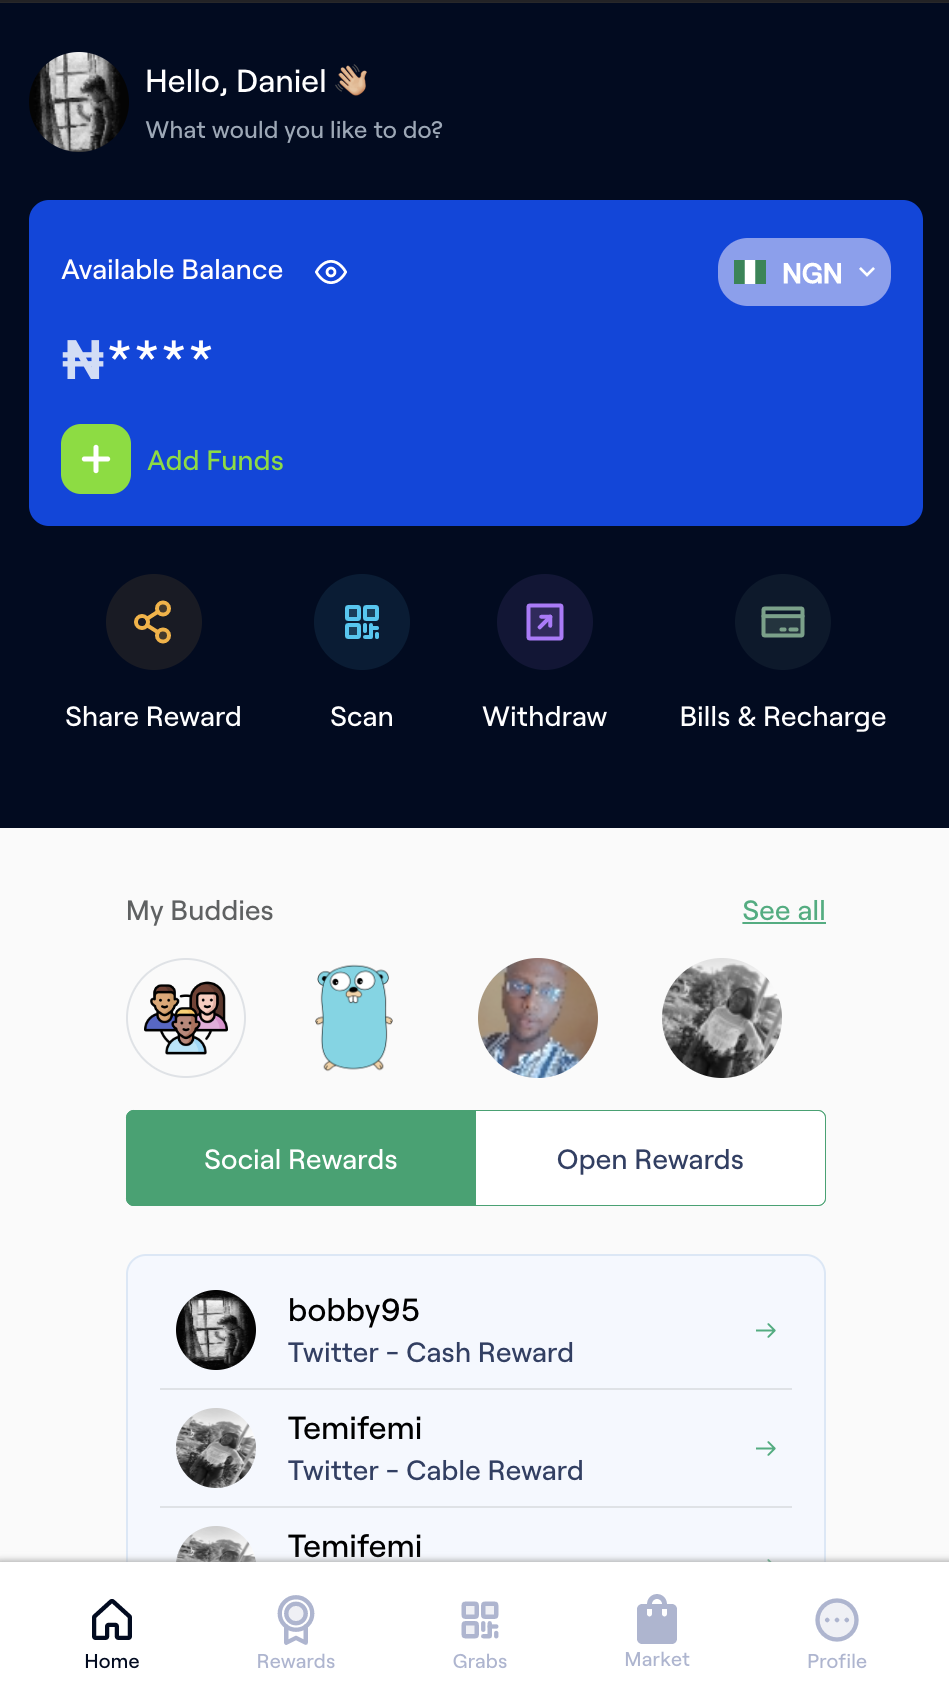 Hello, Daniel 👋🏼
What would you like to do?
Available Balance
NGN
₦****
Add Funds
Share Reward
Scan
Withdraw
Bills & Recharge
My Buddies
See all
Social Rewards
Open Rewards
bobby95
Twitter - Cash Reward
Temifemi
Twitter - Cable Reward
Temifemi
Home
Rewards
Grabs
Market
Profile